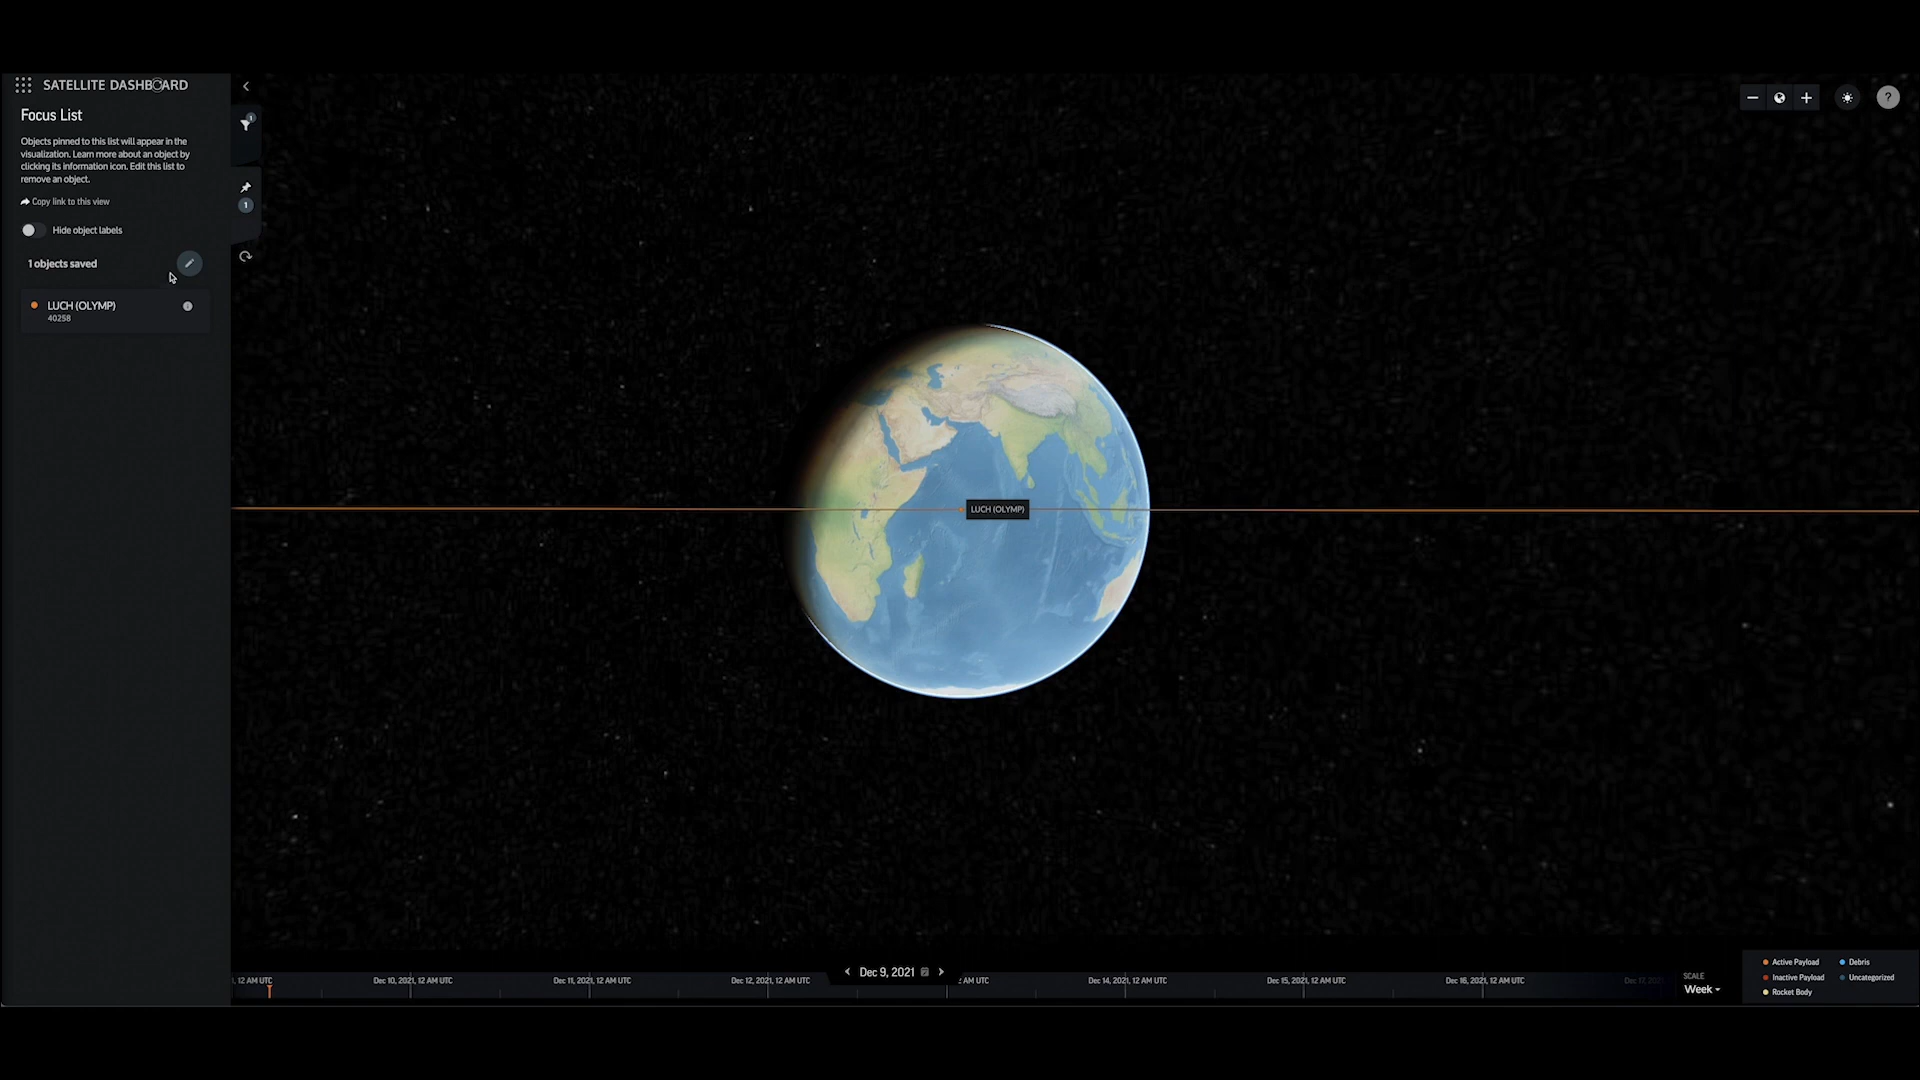 SATELLITE DASHBOARD
Focus List
Objects pinned to this list will appear in the
visualization. Learn more about an object by
clicking its information icon. Edit this list to
remove an object.
Copy link to this view
Hide object labels
1 objects saved
LUCH (OLYMP)
40258
1
1
?
LUCH (OLYMP)
Dec 9, 2021
, 12 AM UTC
Dec 10, 2021, 12 AM UTC
Dec 11, 2021, 12 AM UTC
Dec 12, 2021, 12 AM UTC
AM UTC
Dec 14, 2021, 12 AM UTC
Dec 15, 2021, 12 AM UTC
Dec 16, 2021, 12 AM UTC
SCALE
Week
Active Payload
Debris
Inactive Payload
Uncategorized
Rocket Body